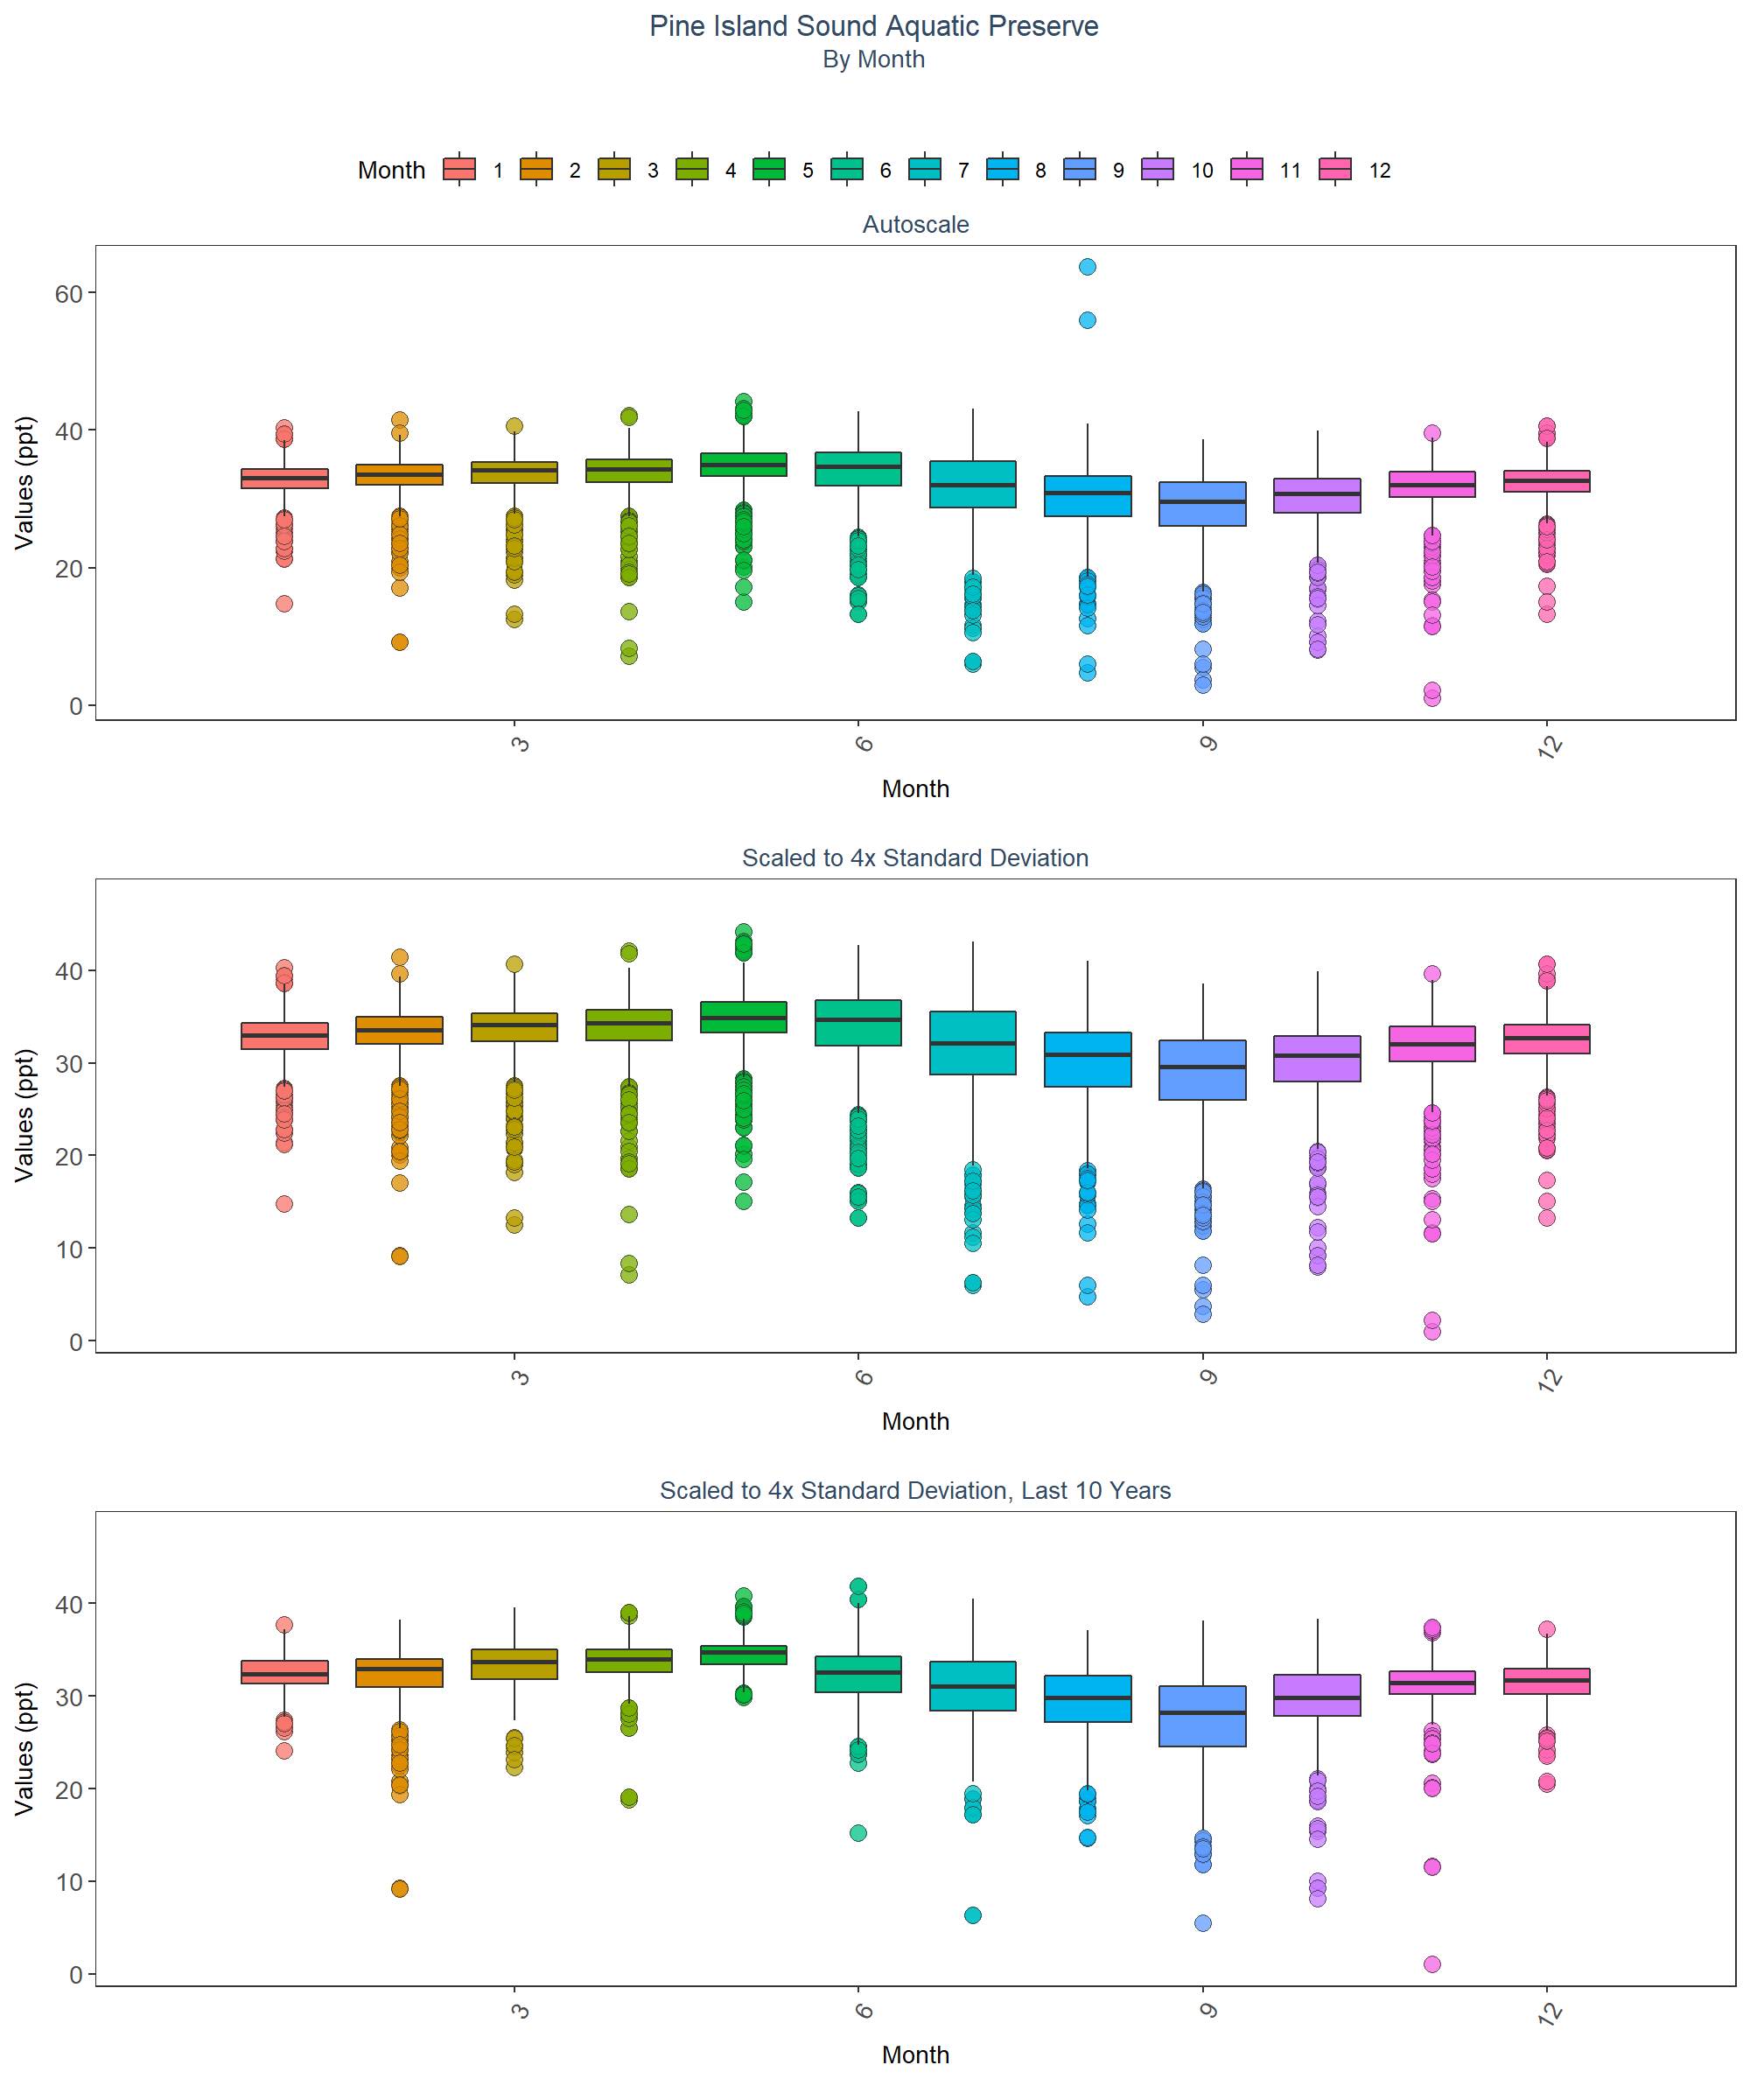 Pine Island Sound Aquatic Preserve
By Month
Month 1 2 3 4 5 6 7 8 9 10 11 12
Autoscale
Values (ppt)
60
40
20
0
3 6 9 12
Month
Scaled to 4x Standard Deviation
Values (ppt)
40
30
20
10
0
3 6 9 12
Month
Scaled to 4x Standard Deviation, Last 10 Years
Values (ppt)
40
30
20
10
0
3 6 9 12
Month